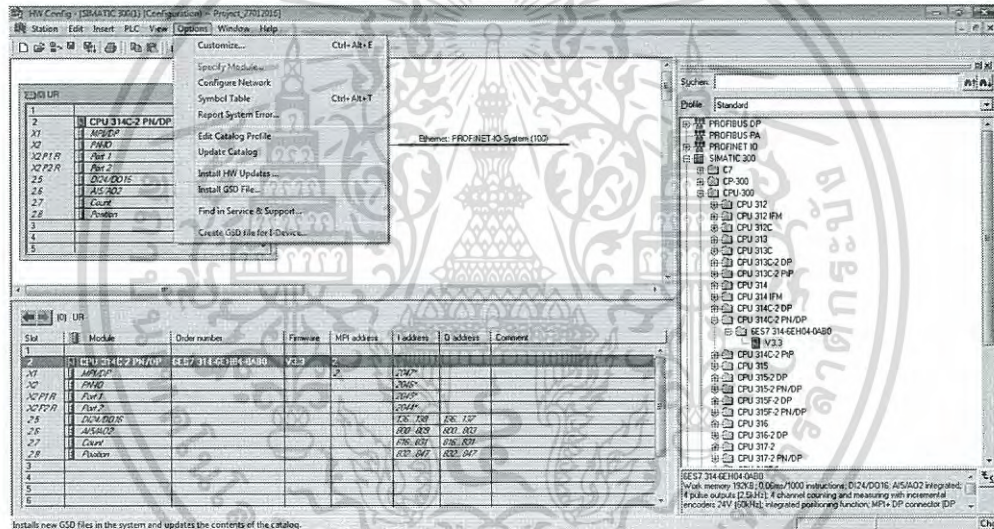 HW Config - [SIMATIC 300(1) (Configuration) -- Project_27012016]
Station Edit Insert PLC View Options Window Help
Customize... Ctrl+Alt+E
Specify Module...
Configure Network
Symbol Table Ctrl+Alt+T
Report System Error...
Edit Catalog Profile
Update Catalog
Install HW Updates...
Install GSD File...
Find in Service & Support...
Create GSD file for I-Device...
(0) UR
1
2 CPU 314C-2 PN/DP
X1 MPI/DP
X2 PN-IO
X2 P1 R Port 1
X2 P2 R Port 2
2.5 DI24/DO16
2.6 AI5/AO2
2.7 Count
2.8 Position
3
4
5
Ethernet: PROFINET-IO-System (100)
Suchen:
Profile: Standard
PROFIBUS DP
PROFIBUS-PA
PROFINET IO
SIMATIC 300
C7
CP-300
CPU-300
CPU 312
CPU 312 IFM
CPU 312C
CPU 313
CPU 313C
CPU 313C-2 DP
CPU 313C-2 PtP
CPU 314
CPU 314 IFM
CPU 314C-2 DP
CPU 314C-2 PN/DP
6ES7 314-6EH04-0AB0
V3.3
CPU 314C-2 PtP
CPU 315
CPU 315-2 DP
CPU 315-2 PN/DP
CPU 315F-2 DP
CPU 315F-2 PN/DP
CPU 316
CPU 316-2 DP
CPU 317-2
CPU 317-2 PN/DP
(0) UR
Slot Module Order number Firmware MPI address I address Q address Comment
1
2 CPU 314C-2 PN/DP 6ES7 314-6EH04-0AB0 V3.3 2
X1 MPI/DP 2 2047*
X2 PN-IO 2046*
X2 P1 R Port 1 2045*
X2 P2 R Port 2 2044*
2.5 DI24/DO16 136...138 136...137
2.6 AI5/AO2 800...809 800...803
2.7 Count 816...831 816...831
2.8 Position 832...847 832...847
3
4
5
6
6ES7 314-6EH04-0AB0
Work memory 192KB; 0.06ms/1000 instructions; DI24/DO16; AI5/AO2 integrated;
4 pulse outputs (2.5kHz); 4 channel counting and measuring with incremental
encoders 24V (60kHz); integrated positioning function; MPI+ DP connector (DP
Installs new GSD files in the system and updates the contents of the catalog.